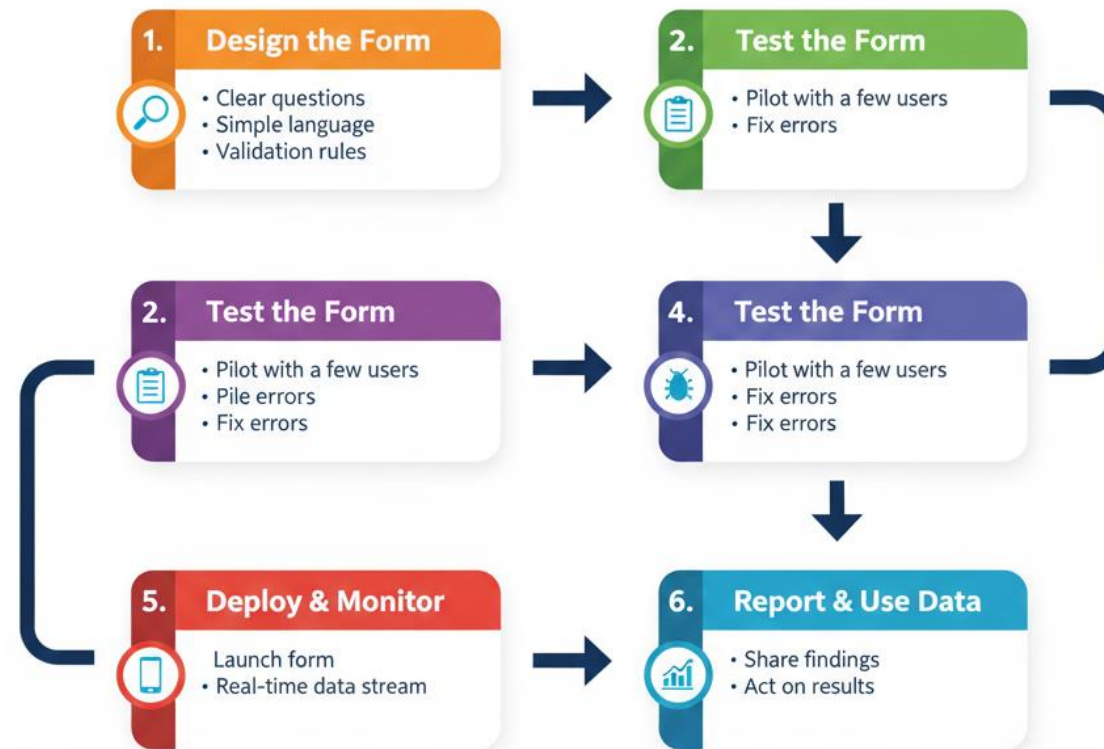 1. Design the Form
• Clear questions
• Simple language
• Validation rules
2. Test the Form
• Pilot with a few users
• Fix errors
2. Test the Form
• Pilot with a few users
• Pile errors
• Fix errors
4. Test the Form
• Pilot with a few users
• Fix errors
• Fix errors
5. Deploy & Monitor
Launch form
• Real-time data stream
6. Report & Use Data
• Share findings
• Act on results